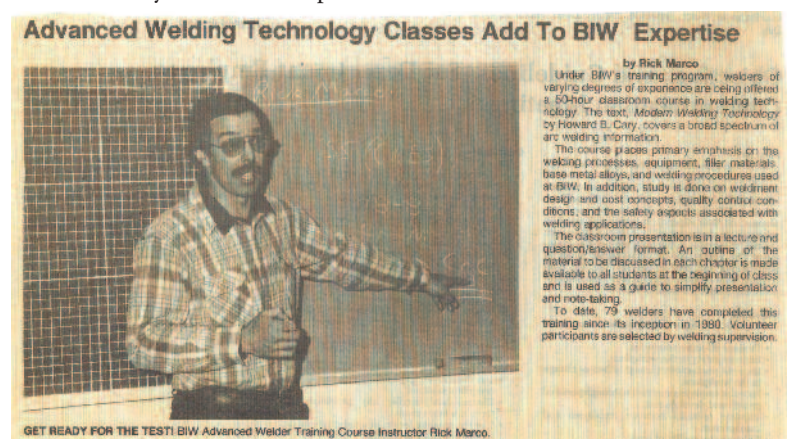 Advanced Welding Technology Classes Add To BIW Expertise
by Rick Marco
Under BIW's training program, welders of
varying degrees of experience are being offered
a 50-hour classroom course in welding tech-
nology. The text, Modern Welding Technology
by Howard B. Cary, covers a broad spectrum of
arc welding information.
The course places primary emphasis on the
welding processes, equipment, filler materials,
base metal alloys, and welding procedures used
at BIW. In addition, study is done on weldment
design and cost concepts, quality control con-
ditions, and the safety aspects associated with
welding applications.
The classroom presentation is in a lecture and
question/answer format. An outline of the
material to be discussed in each chapter is made
available to all students at the beginning of class
and is used as a guide to simplify presentation
and note-taking.
To date, 79 welders have completed this
training since its inception in 1980. Volunteer
participants are selected by welding supervision.
Rick Marco
GET READY FOR THE TEST! BIW Advanced Welder Training Course Instructor Rick Marco.